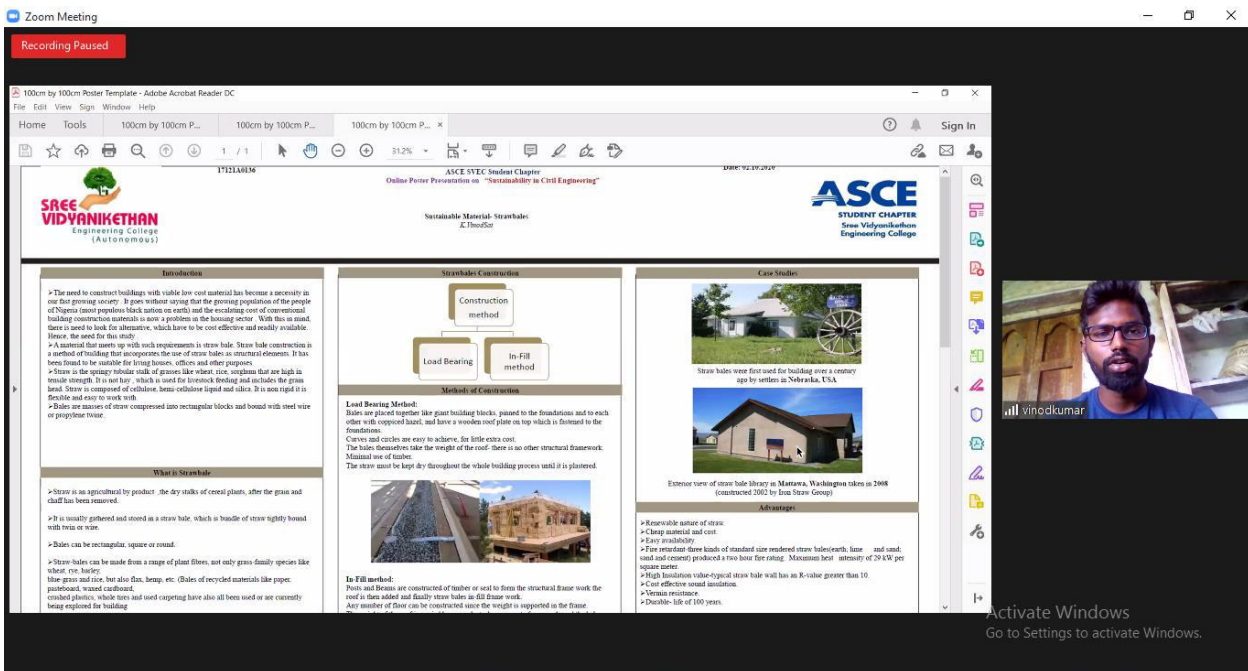 Zoom Meeting
Recording Paused
100cm by 100cm Poster Template - Adobe Acrobat Reader DC
File Edit View Sign Window Help
Home Tools 100cm by 100cm P... 100cm by 100cm P... 100cm by 100cm P... × Sign In
1 / 1 31.2%
17121A0136
ASCE SVEC Student Chapter
Date: 02.10.2020
Online Poster Presentation on "Sustainability in Civil Engineering"
SREE
VIDYANIKETHAN
Engineering College
(Autonomous)
Sustainable Material- Strawbales
K.VinodSai
ASCE
STUDENT CHAPTER
Sree Vidyanikethan
Engineering College
Introduction
➢The need to construct buildings with viable low cost material has become a necessity in
our fast growing society . It goes without saying that the growing population of the people
of Nigeria (most populous black nation on earth) and the escalating cost of conventional
building construction materials is now a problem in the housing sector . With this in mind,
there is need to look for alternative, which have to be cost effective and readily available.
Hence, the need for this study .
➢A material that meets up with such requirements is straw bale. Straw bale construction is
a method of building that incorporates the use of straw bales as structural elements. It has
been found to be suitable for living houses, offices and other purposes.
➢Straw is the springy tubular stalk of grasses like wheat, rice, sorghum that are high in
tensile strength. It is not hay , which is used for livestock feeding and includes the grain
head. Straw is composed of cellulose, hemi-cellulose liquid and silica. It is non rigid it is
flexible and easy to work with.
➢Bales are masses of straw compressed into rectangular blocks and bound with steel wire
or propylene twine.
What is Strawbale
➢Straw is an agricultural by product ,the dry stalks of cereal plants, after the grain and
chaff has been removed.
➢It is usually gathered and stored in a straw bale, which is bundle of straw tightly bound
with twin or wire.
➢Bales can be rectangular, square or round.
➢Straw-bales can be made from a range of plant fibres, not only grass-family species like
wheat, rye, barley,
blue-grass and rice, but also flax, hemp, etc. (Bales of recycled materials like paper,
pasteboard, waxed cardboard,
crushed plastics, whole tires and used carpeting have also all been used or are currently
being explored for building
Strawbales Construction
Construction
method
Load Bearing
In-Fill
method
Methods of Construction
Load Bearing Method:
Bales are placed together like giant building blocks, pinned to the foundations and to each
other with coppiced hazel, and have a wooden roof plate on top which is fastened to the
foundations.
Curves and circles are easy to achieve, for little extra cost.
The bales themselves take the weight of the roof- there is no other structural framework.
Minimal use of timber.
The straw must be kept dry throughout the whole building process until it is plastered.
In-Fill method:
Posts and Beams are constructed of timber or seal to form the structural frame work the
roof is then added and finally straw bales in-fill frame work.
Any number of floor can be constructed since the weight is supported in the frame.
Case Studies
Straw bales were first used for building over a century
ago by settlers in Nebraska, USA
Exterior view of straw bale library in Mattawa, Washington taken in 2008
(constructed 2002 by Iron Straw Group)
Advantages
➢Renewable nature of straw.
➢Cheap material and cost.
➢Easy availability.
➢Fire retardant-three kinds of standard size rendered straw bales(earth; lime and sand;
sand and cement) produced a two hour fire rating. Maximum heat intensity of 29 kW per
square meter.
➢High Insulation value-typical straw bale wall has an R-value greater than 10.
➢Cost effective sound insulation.
➢Vermin resistance.
➢Durable- life of 100 years.
vinodkumar
Activate Windows
Go to Settings to activate Windows.